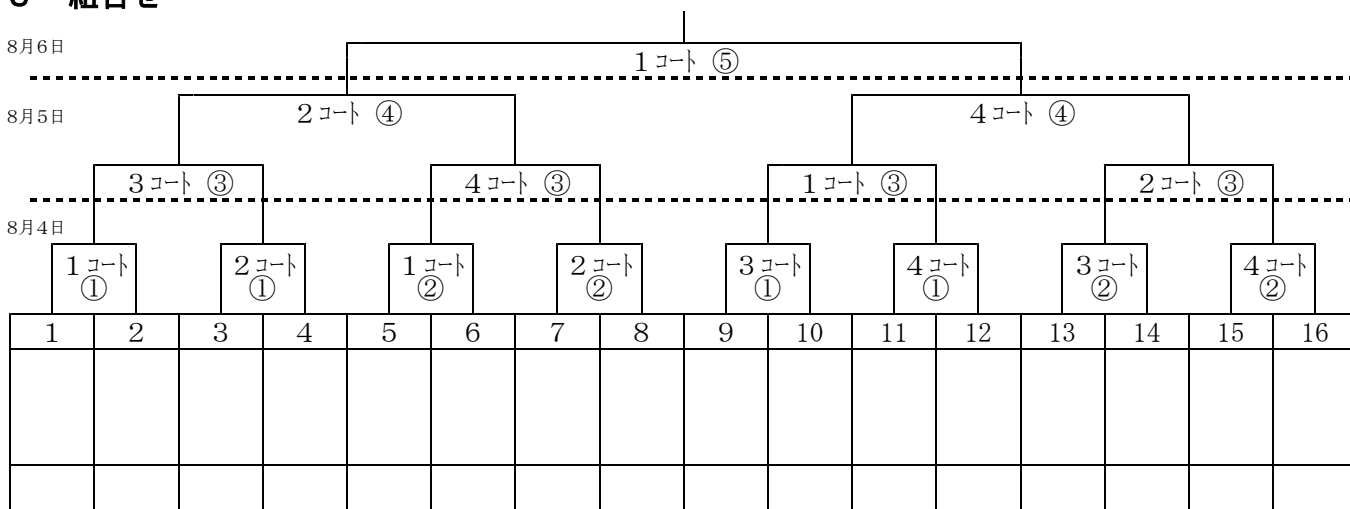 組合せ
8月6日
1コート ⑤
8月5日
2コート ④ 4コート ④
3コート ③ 4コート ③ 1コート ③ 2コート ③
8月4日
1コート 2コート 1コート 2コート 3コート 4コート 3コート 4コート
① ① ② ② ① ① ② ②
1 2 3 4 5 6 7 8 9 10 11 12 13 14 15 16